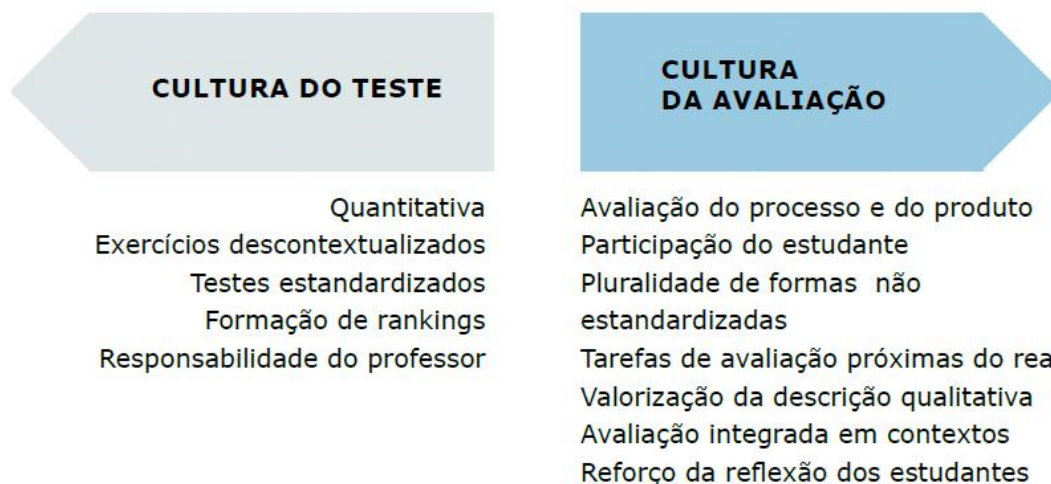 CULTURA DO TESTE
Quantitativa
Exercícios descontextualizados
Testes estandardizados
Formação de rankings
Responsabilidade do professor
CULTURA
DA AVALIAÇÃO
Avaliação do processo e do produto
Participação do estudante
Pluralidade de formas não
estandardizadas
Tarefas de avaliação próximas do rea
Valorização da descrição qualitativa
Avaliação integrada em contextos
Reforço da reflexão dos estudantes